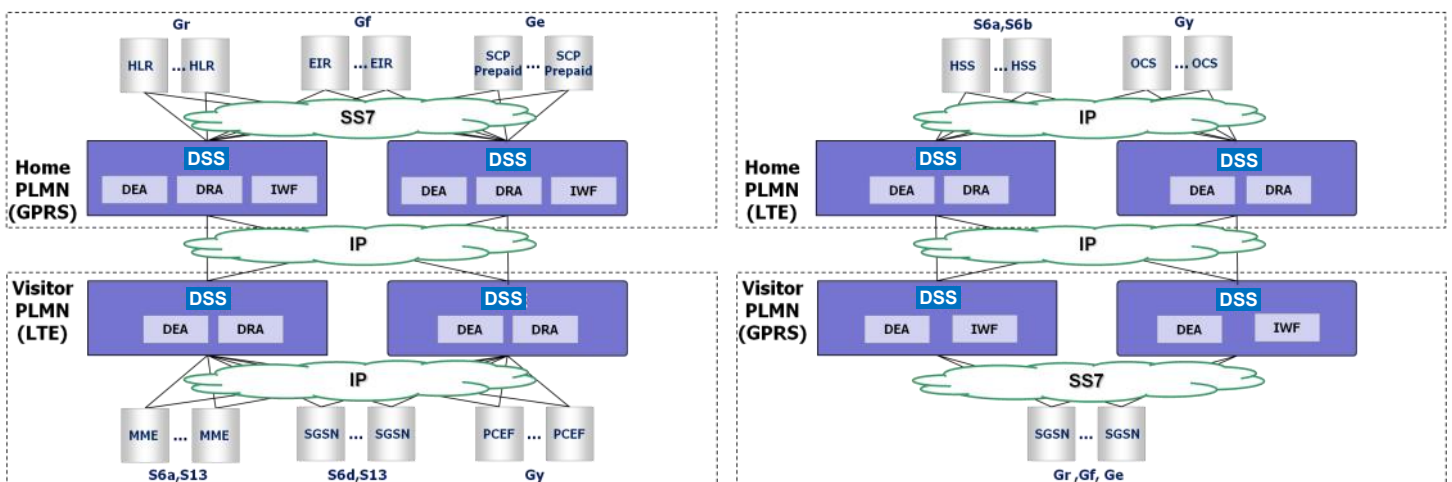 Gr Gf Ge
HLR ... HLR EIR ... EIR SCP Prepaid ... SCP Prepaid
SS7
Home PLMN (GPRS)
DSS DSS
DEA DRA IWF DEA DRA IWF
IP
Visitor PLMN (LTE)
DSS DSS
DEA DRA DEA DRA
IP
MME ... MME SGSN ... SGSN PCEF ... PCEF
S6a,S13 S6d,S13 Gy
S6a,S6b Gy
HSS ... HSS OCS ... OCS
IP
Home PLMN (LTE)
DSS DSS
DEA DRA DEA DRA
IP
Visitor PLMN (GPRS)
DSS DSS
DEA IWF DEA IWF
SS7
SGSN ... SGSN
Gr ,Gf, Ge